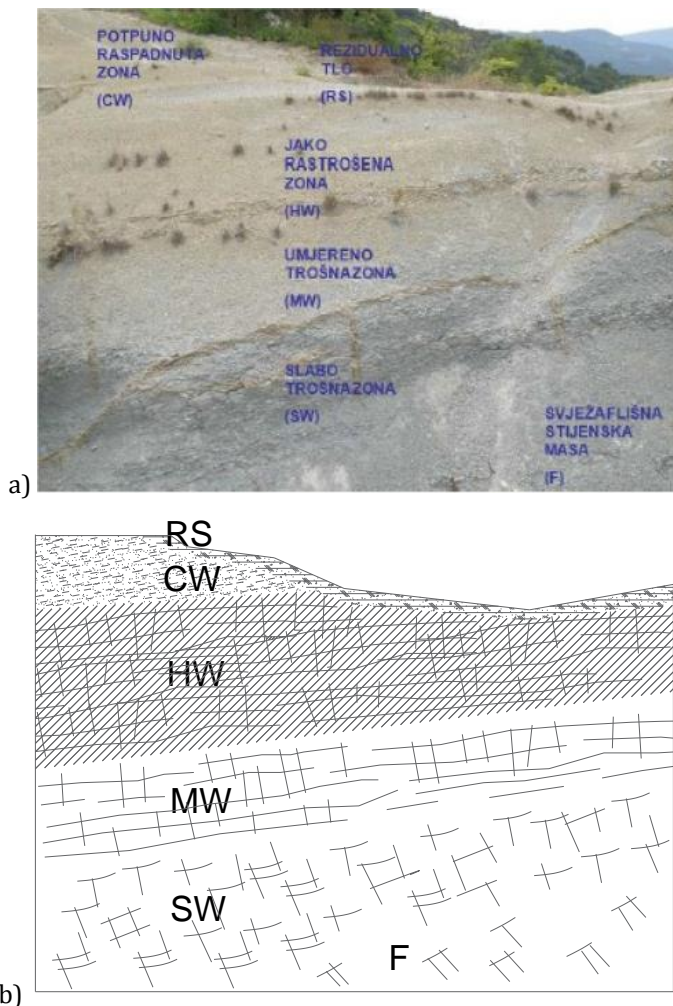 POTPUNO
RASPADNUTA
ZONA
(CW)
REZIDUALNO
TLO
(RS)
JAKO
RASTROŠENA
ZONA
(HW)
UMJERENO
TROŠNAZONA
(MW)
SLABO
TROŠNAZONA
(SW)
SVJEŽAFLIŠNA
STIJENSKA
MASA
(F)
a)
RS
CW
HW
MW
SW
F
b)